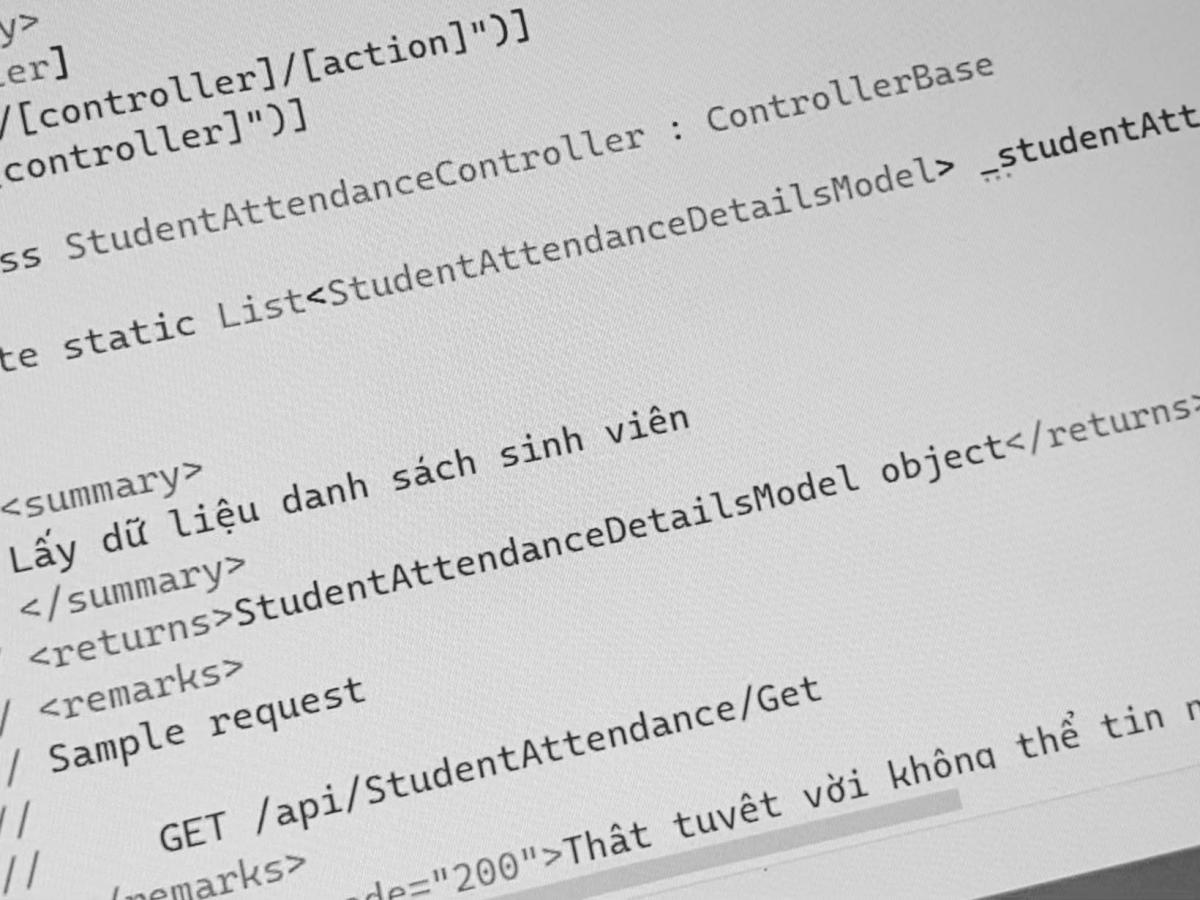 y>
ler]
/[controller]/[action]")]
controller]")]
ss StudentAttendanceController : ControllerBase
te static List<StudentAttendanceDetailsModel> _studentAtt
<summary>
Lấy dữ liệu danh sách sinh viên
</summary>
<returns>StudentAttendanceDetailsModel object</returns>
/ <remarks>
/ Sample request
//
// GET /api/StudentAttendance/Get
/remarks>
de="200">Thật tuyệt vời không thể tin n